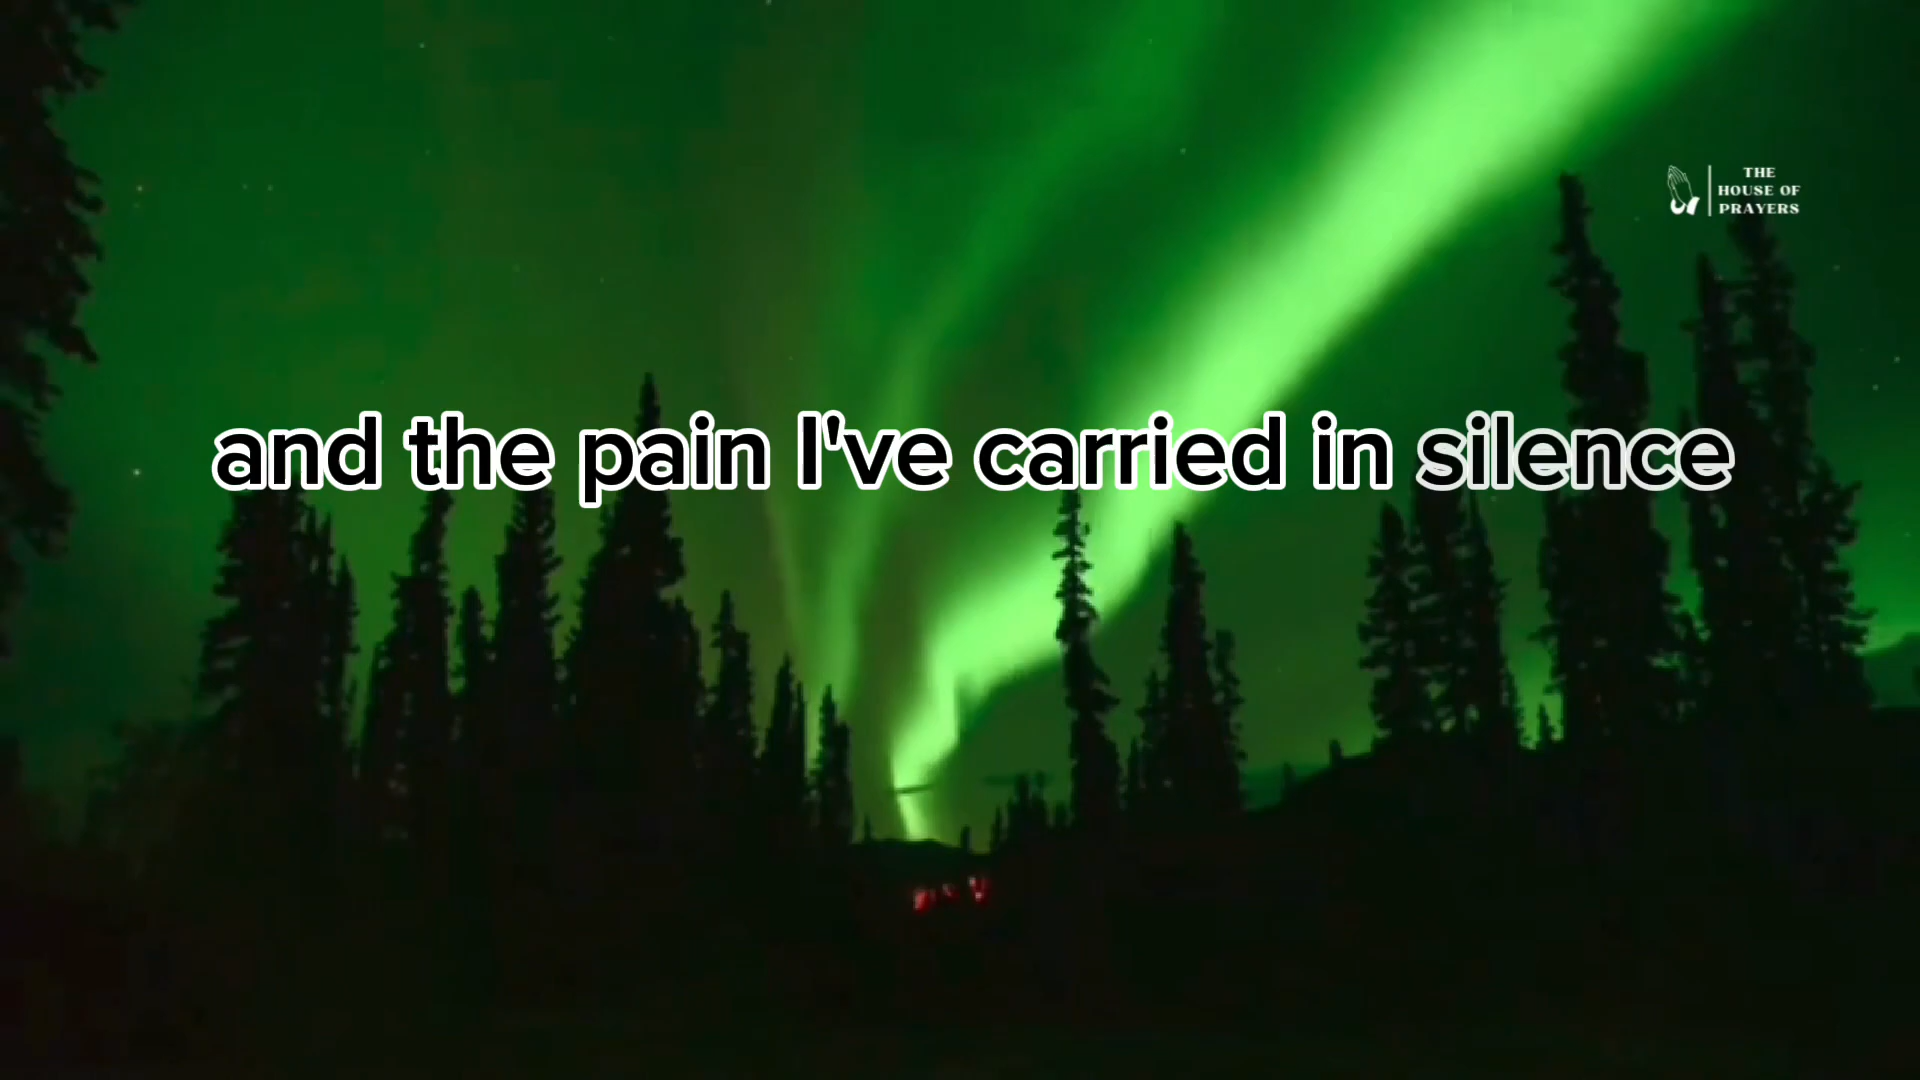 THE
HOUSE OF
PRAYERS
and the pain I've carried in silence